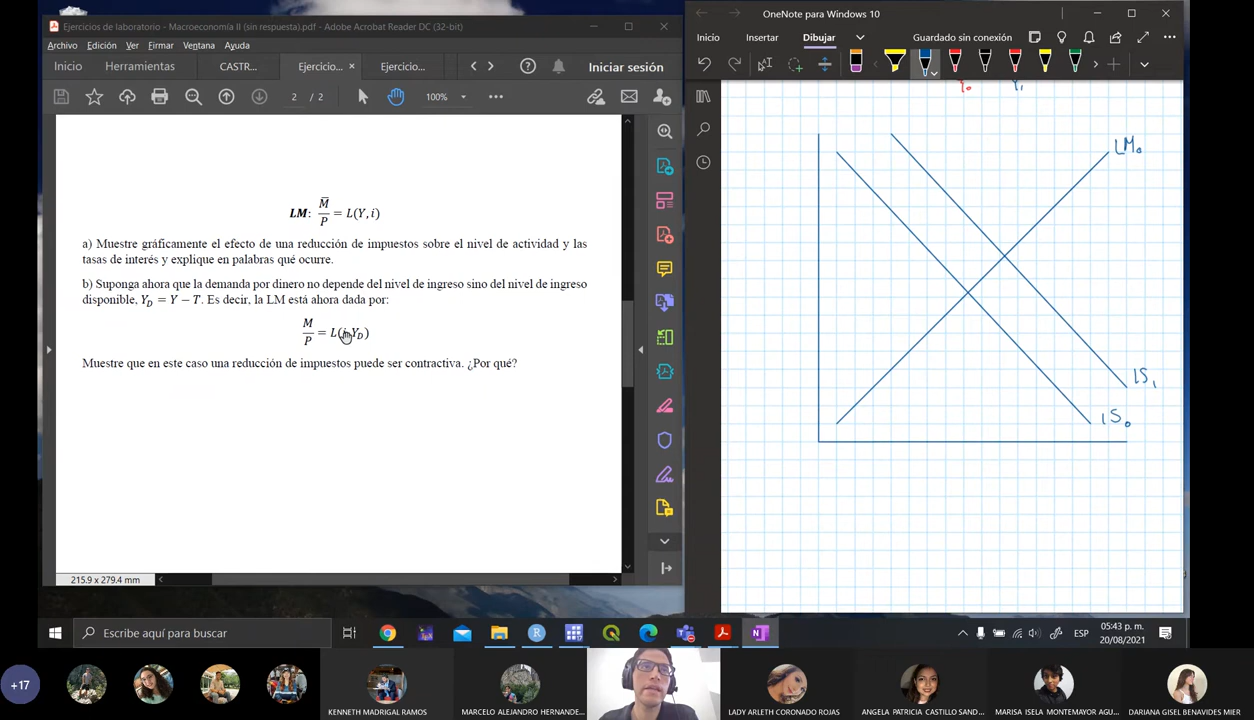 Ejercicios de laboratorio - Macroeconomía II (sin respuesta).pdf - Adobe Acrobat Reader DC (32-bit)
Archivo Edición Ver Firmar Ventana Ayuda
Inicio Herramientas CASTR... Ejercicio... × Ejercicio... Iniciar sesión
2 / 2 100%
LM: M̄/P = L(Y, i)
a) Muestre gráficamente el efecto de una reducción de impuestos sobre el nivel de actividad y las
tasas de interés y explique en palabras qué ocurre.
b) Suponga ahora que la demanda por dinero no depende del nivel de ingreso sino del nivel de ingreso
disponible, Y_D = Y − T. Es decir, la LM está ahora dada por:
M/P = L(i, Y_D)
Muestre que en este caso una reducción de impuestos puede ser contractiva. ¿Por qué?
215.9 x 279.4 mm
OneNote para Windows 10
Inicio Insertar Dibujar Guardado sin conexión
Y₀ Y₁
LM₀
IS₁
IS₀
Escribe aquí para buscar
ESP
05:43 p. m.
20/08/2021
+17
KENNETH MADRIGAL RAMOS
MARCELO ALEJANDRO HERNANDE...
LADY ARLETH CORONADO ROJAS
ANGELA PATRICIA CASTILLO SAND...
MARISA ISELA MONTEMAYOR AGU...
DARIANA GISEL BENAVIDES MIER